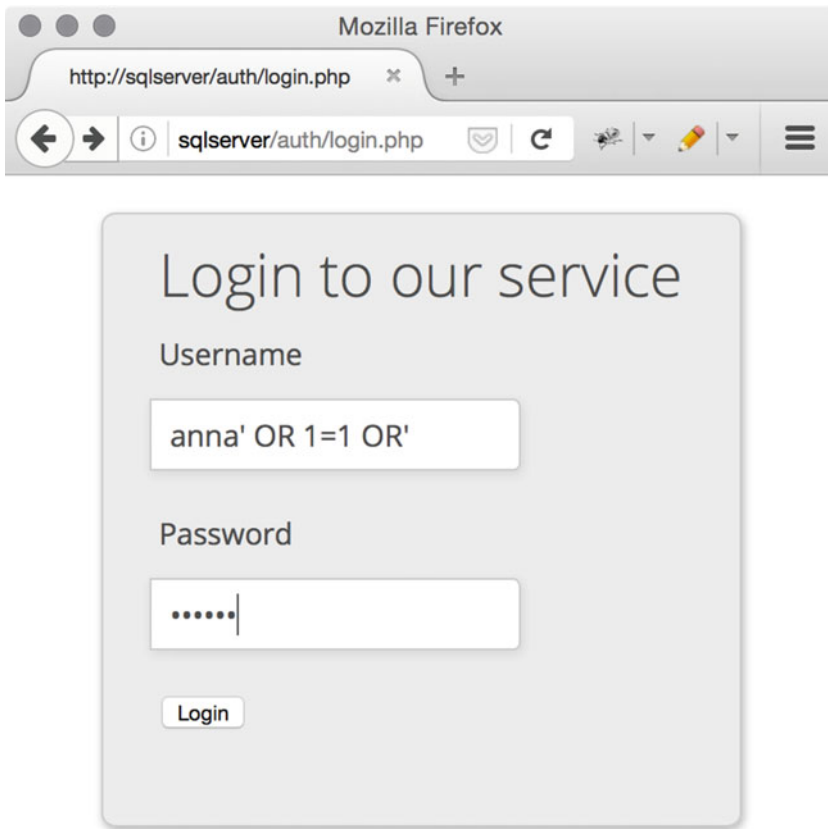 Mozilla Firefox
http://sqlserver/auth/login.php
sqlserver/auth/login.php
Login to our service
Username
anna' OR 1=1 OR'
Password
••••••
Login